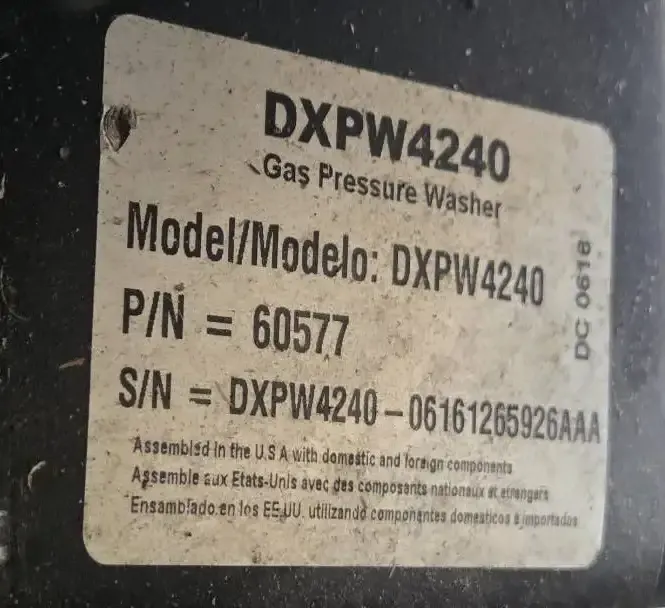 DXPW4240
Gas Pressure Washer
Model/Modelo: DXPW4240
P/N = 60577
S/N = DXPW4240-06161265926AAA
Assembled in the U.S.A with domestic and foreign components
Assemble aux Etats-Unis avec des composants nationaux et etrangers
Ensamblado en los EE.UU. utilizando componentes domesticos e importados
DC 0616